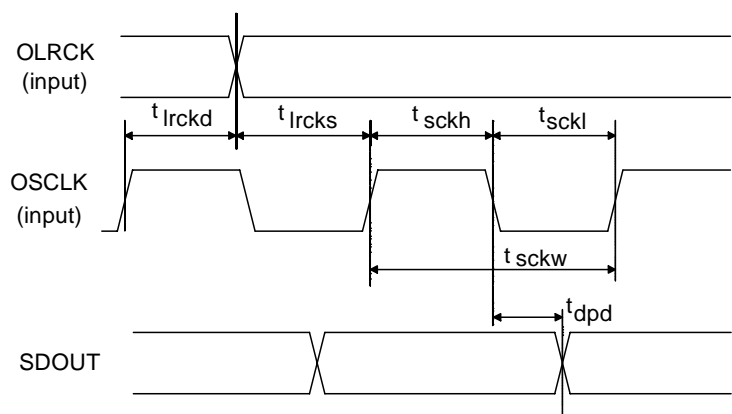 OLRCK
(input)
t lrckd
t lrcks
t sckh
t sckl
OSCLK
(input)
t sckw
t dpd
SDOUT